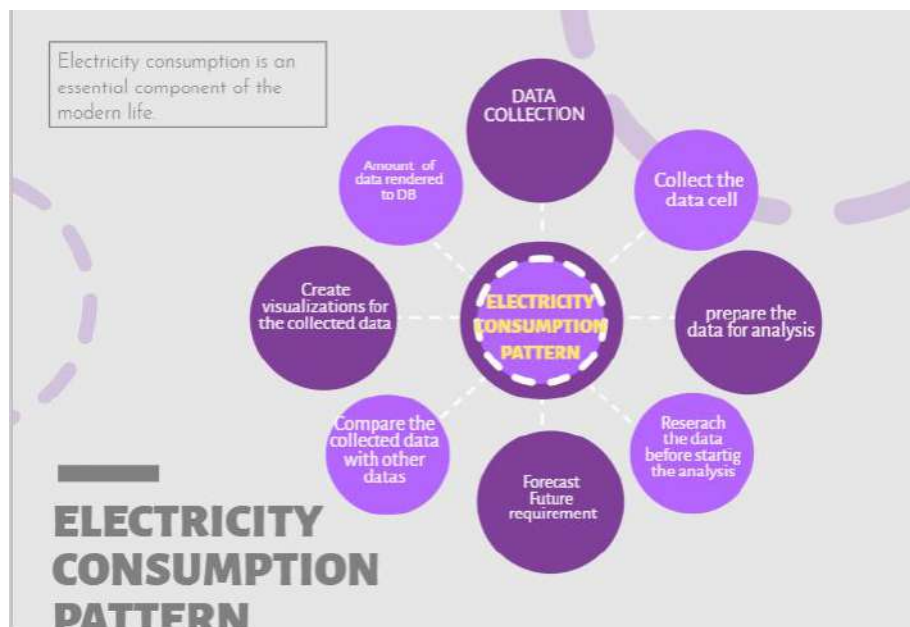 Electricity consumption is an
essential component of the
modern life.
DATA
COLLECTION
Amount of
data rendered
to DB
Collect the
data cell
Create
visualizations for
the collected data
ELECTRICITY
CONSUMPTION
PATTERN
prepare the
data for analysis
Compare the
collected data
with other
datas
Reserach
the data
before startig
the analysis
Forecast
Future
requirement
ELECTRICITY
CONSUMPTION
PATTERN